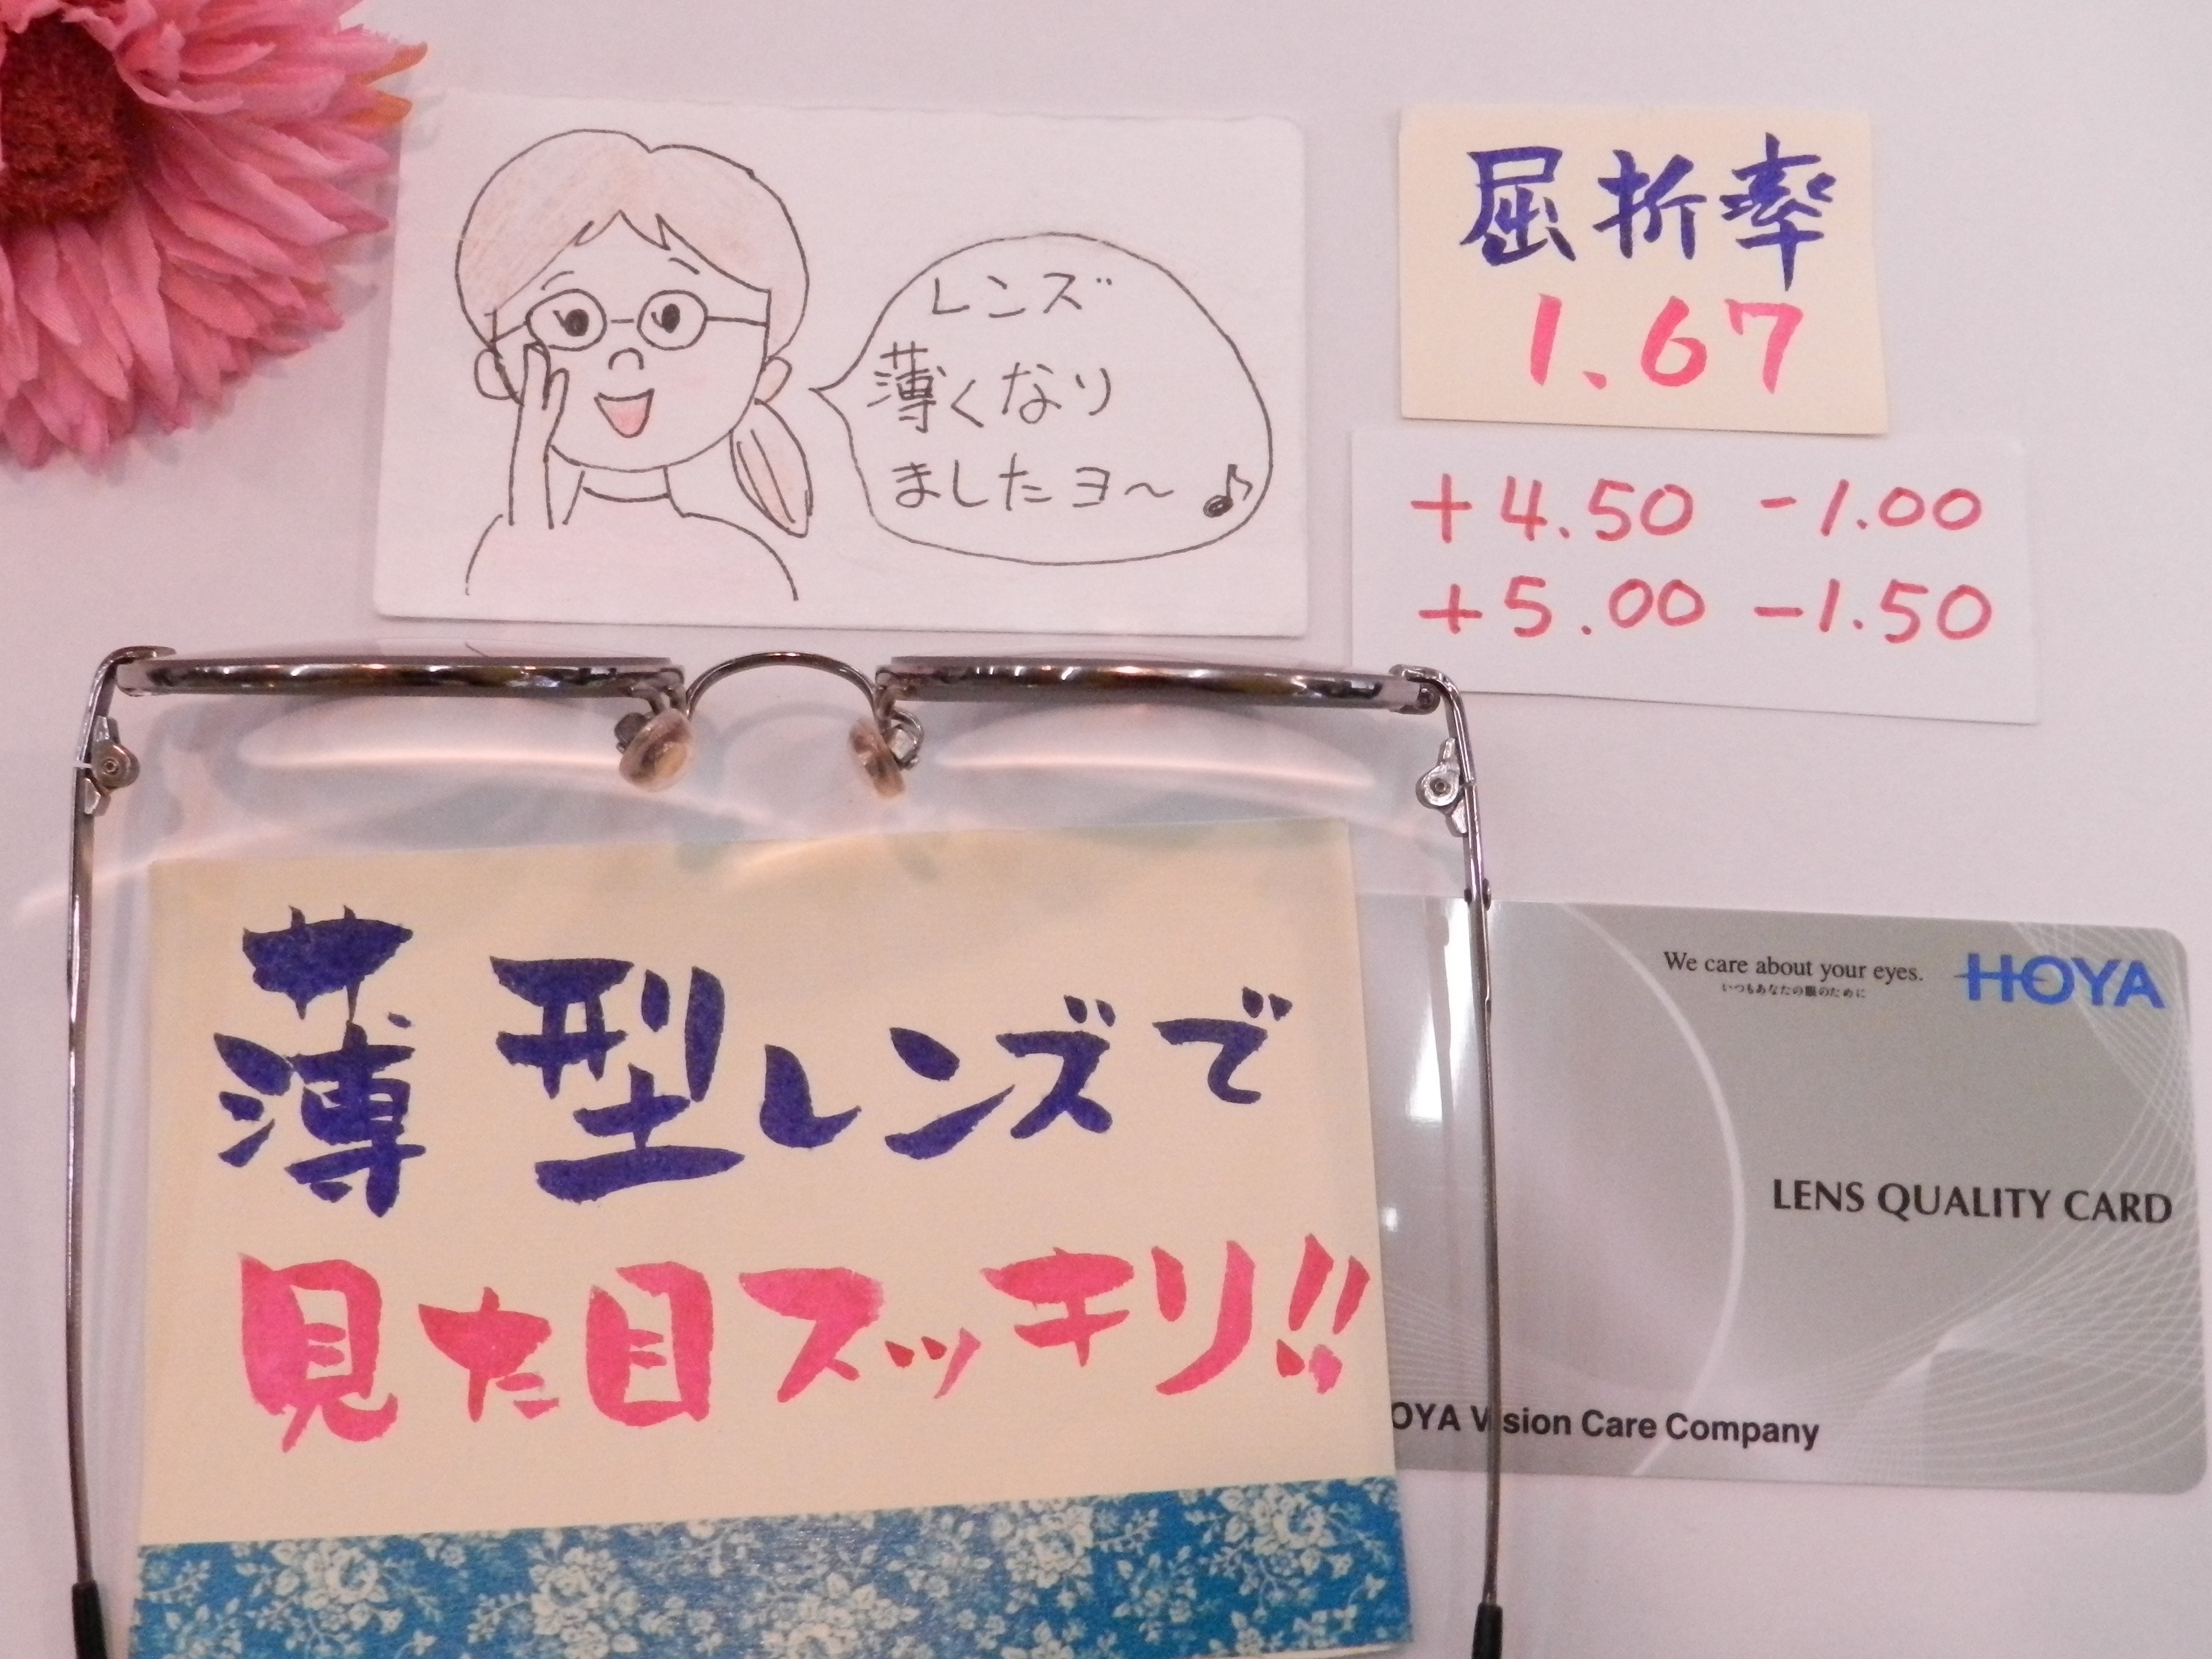 レンズ
薄くなり
ましたヨ～♪
屈折率
1.67
+4.50 -1.00
+5.00 -1.50
薄型レンズで
見た目スッキリ!!
We care about your eyes.
いつもあなたの眼のために
HOYA
LENS QUALITY CARD
OYA Vision Care Company